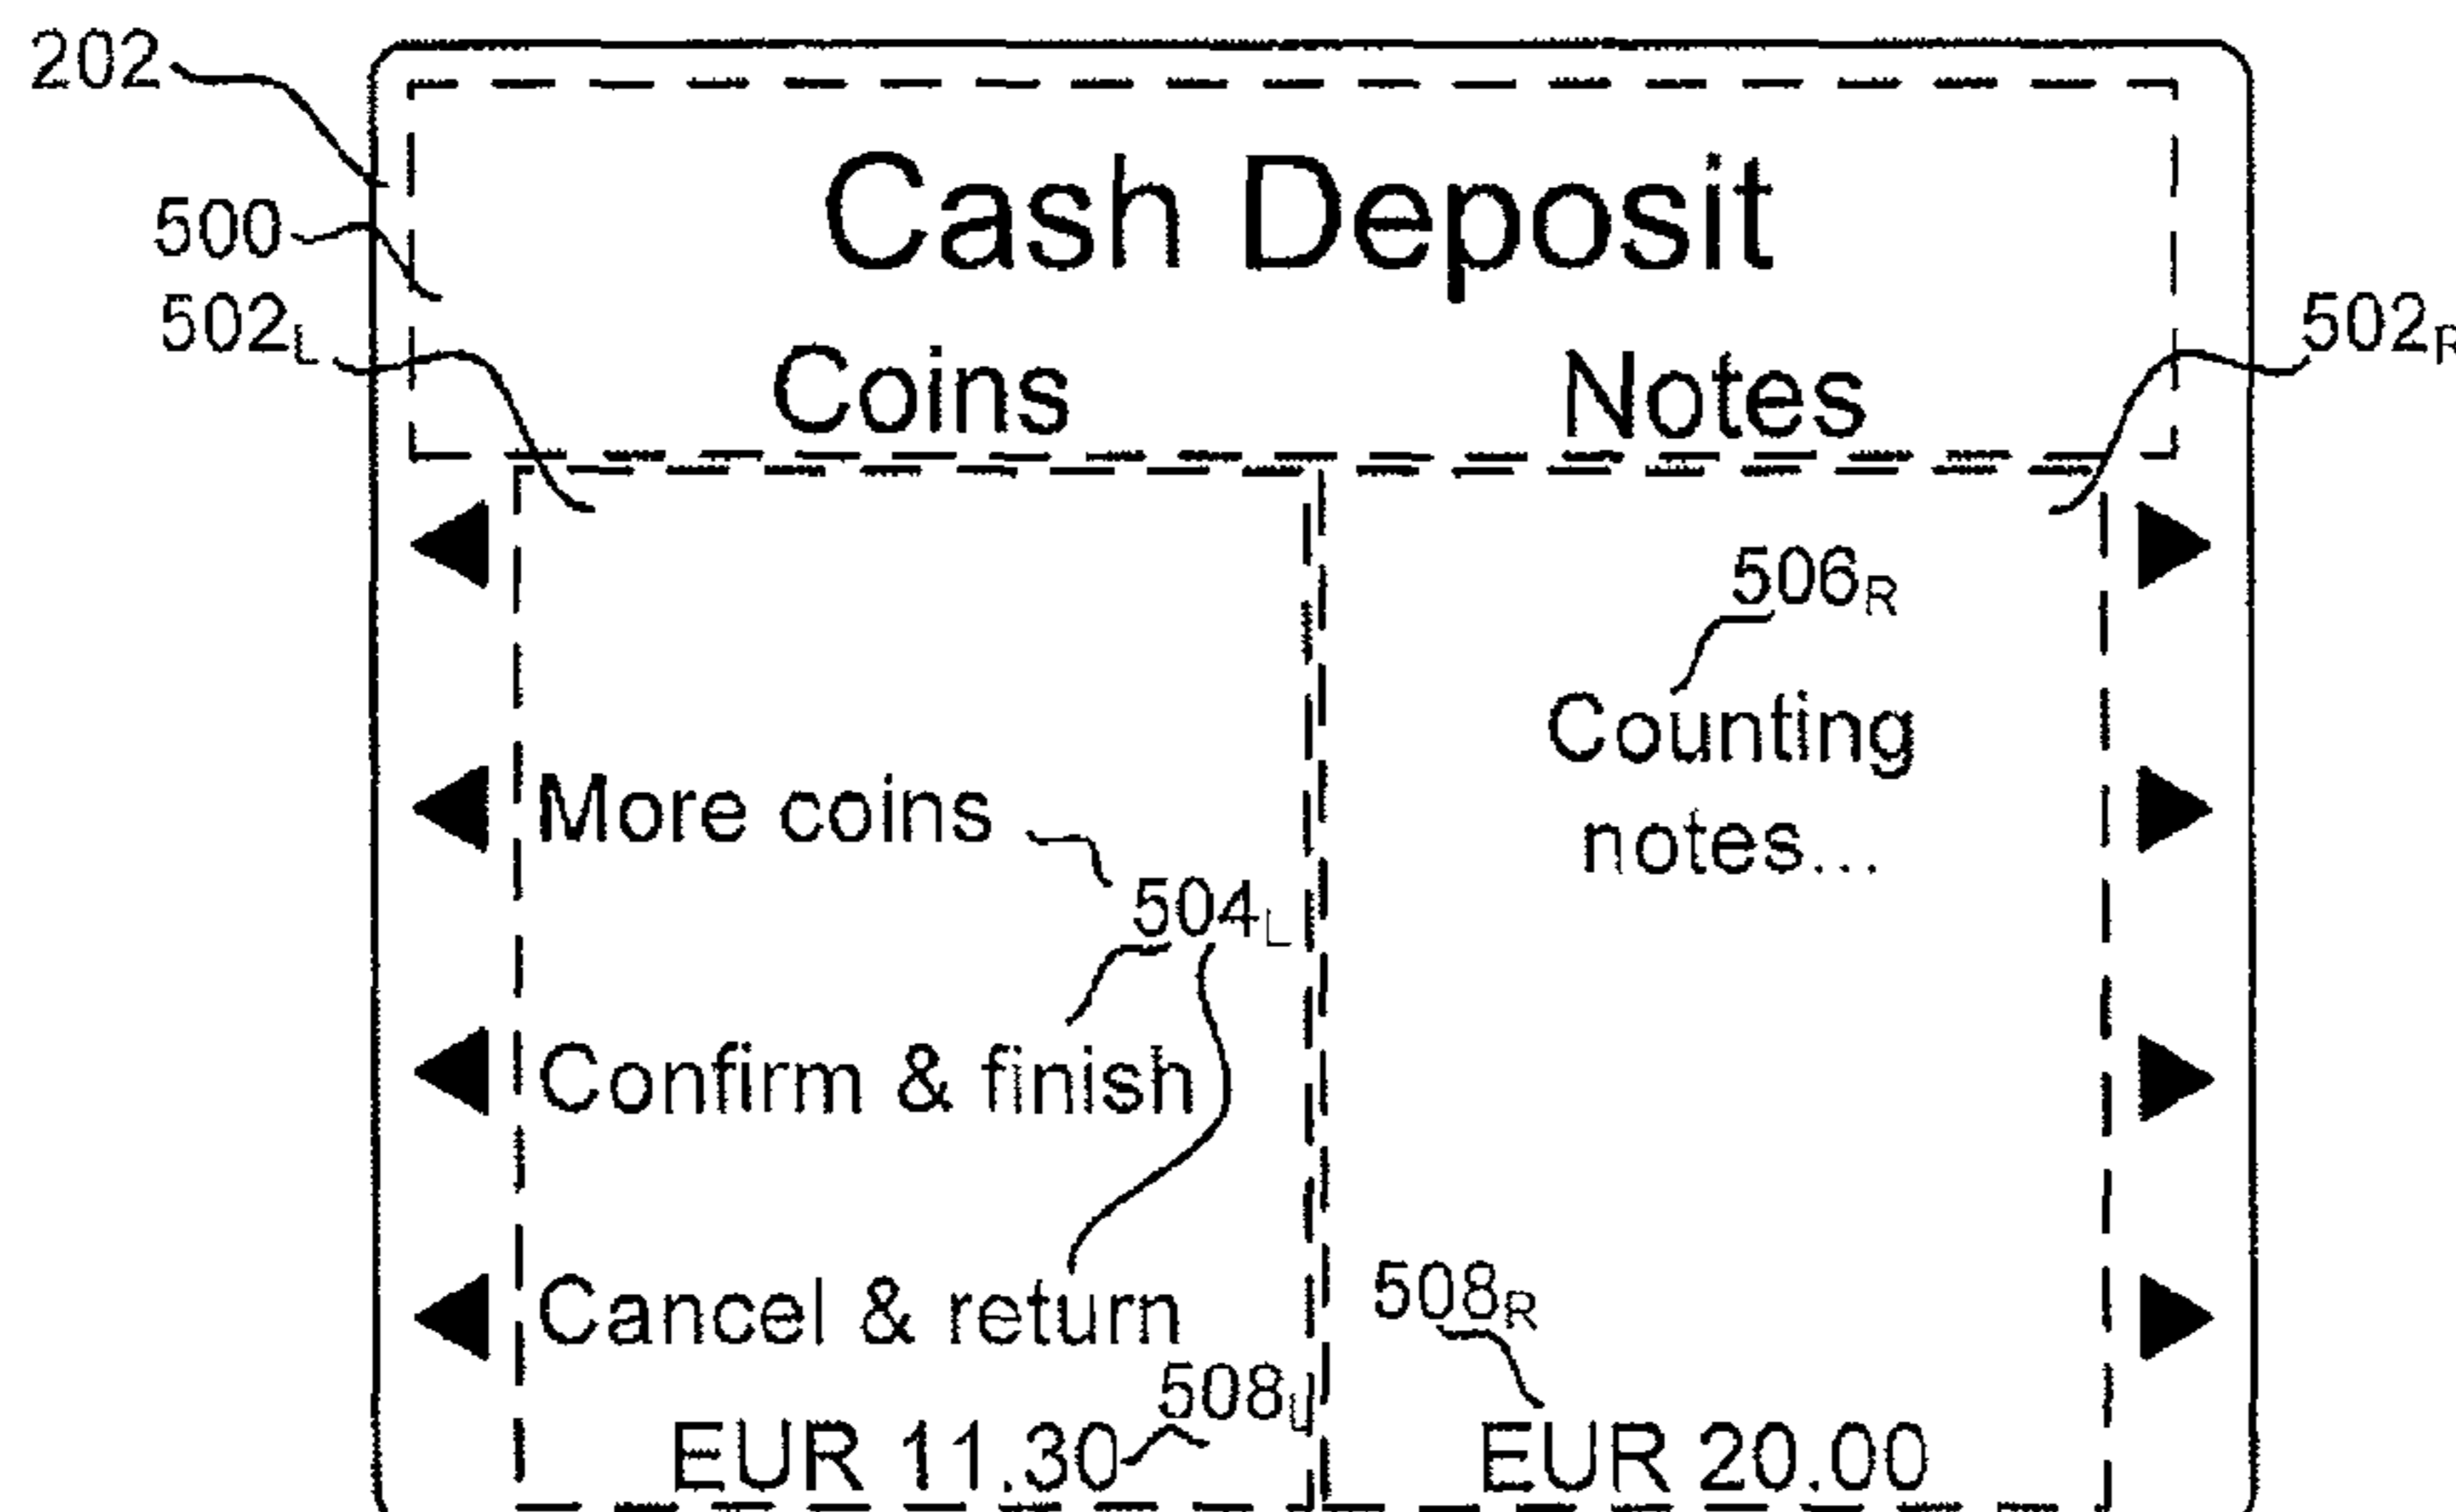 202
Cash Deposit
500
502L
502R
Coins Notes
506R
Counting
notes...
More coins
504L
Confirm & finish
Cancel & return
508R
508L
EUR 11.30
EUR 20.00